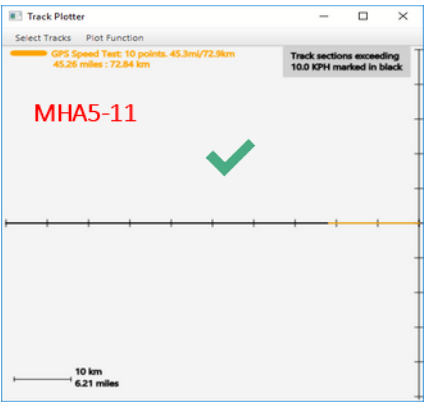 Track Plotter
Select Tracks Plot Function
GPS Speed Test: 10 points. 45.3mi/72.9km
45.26 miles : 72.84 km
Track sections exceeding
10.0 KPH marked in black
MHA5-11
10 km
6.21 miles